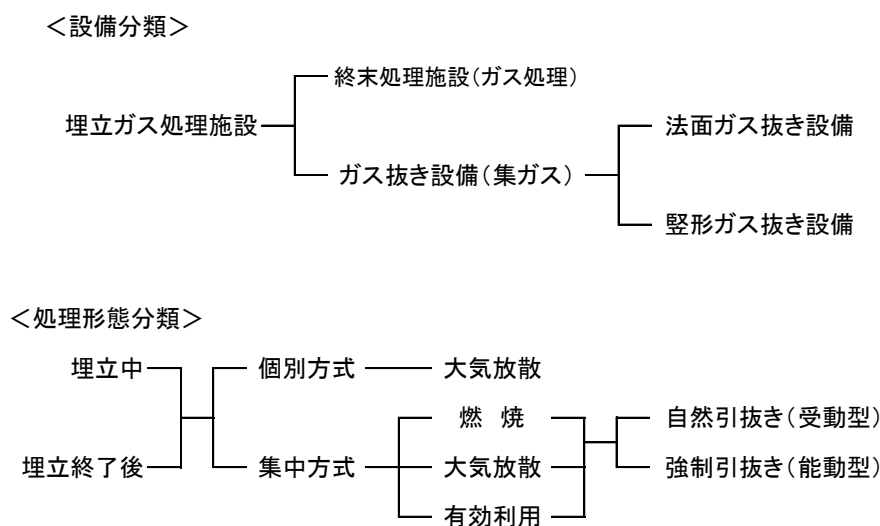 ＜設備分類＞
終末処理施設（ガス処理）
埋立ガス処理施設
法面ガス抜き設備
ガス抜き設備（集ガス）
竪形ガス抜き設備
＜処理形態分類＞
埋立中 個別方式 大気放散
燃 焼 自然引抜き（受動型）
埋立終了後 集中方式 大気放散 強制引抜き（能動型）
有効利用